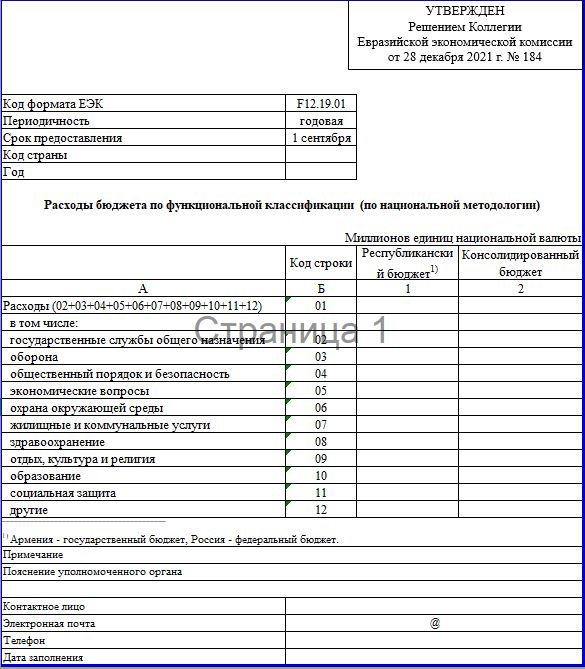 УТВЕРЖДЕН
Решением Коллегии
Евразийской экономической комиссии
от 28 декабря 2021 г. № 184
Код формата ЕЭК F12.19.01
Периодичность годовая
Срок предоставления 1 сентября
Код страны
Год
Расходы бюджета по функциональной классификации (по национальной методологии)
Миллионов единиц национальной валюты
Код строки Республикански Консолидированный
й бюджет1) бюджет
А Б 1 2
Расходы (02+03+04+05+06+07+08+09+10+11+12) 01
в том числе:
Страница 1
государственные службы общего назначения 02
оборона 03
общественный порядок и безопасность 04
экономические вопросы 05
охрана окружающей среды 06
жилищные и коммунальные услуги 07
здравоохранение 08
отдых, культура и религия 09
образование 10
социальная защита 11
другие 12
1) Армения - государственный бюджет, Россия - федеральный бюджет.
Примечание
Пояснение уполномоченного органа
Контактное лицо
Электронная почта @
Телефон
Дата заполнения